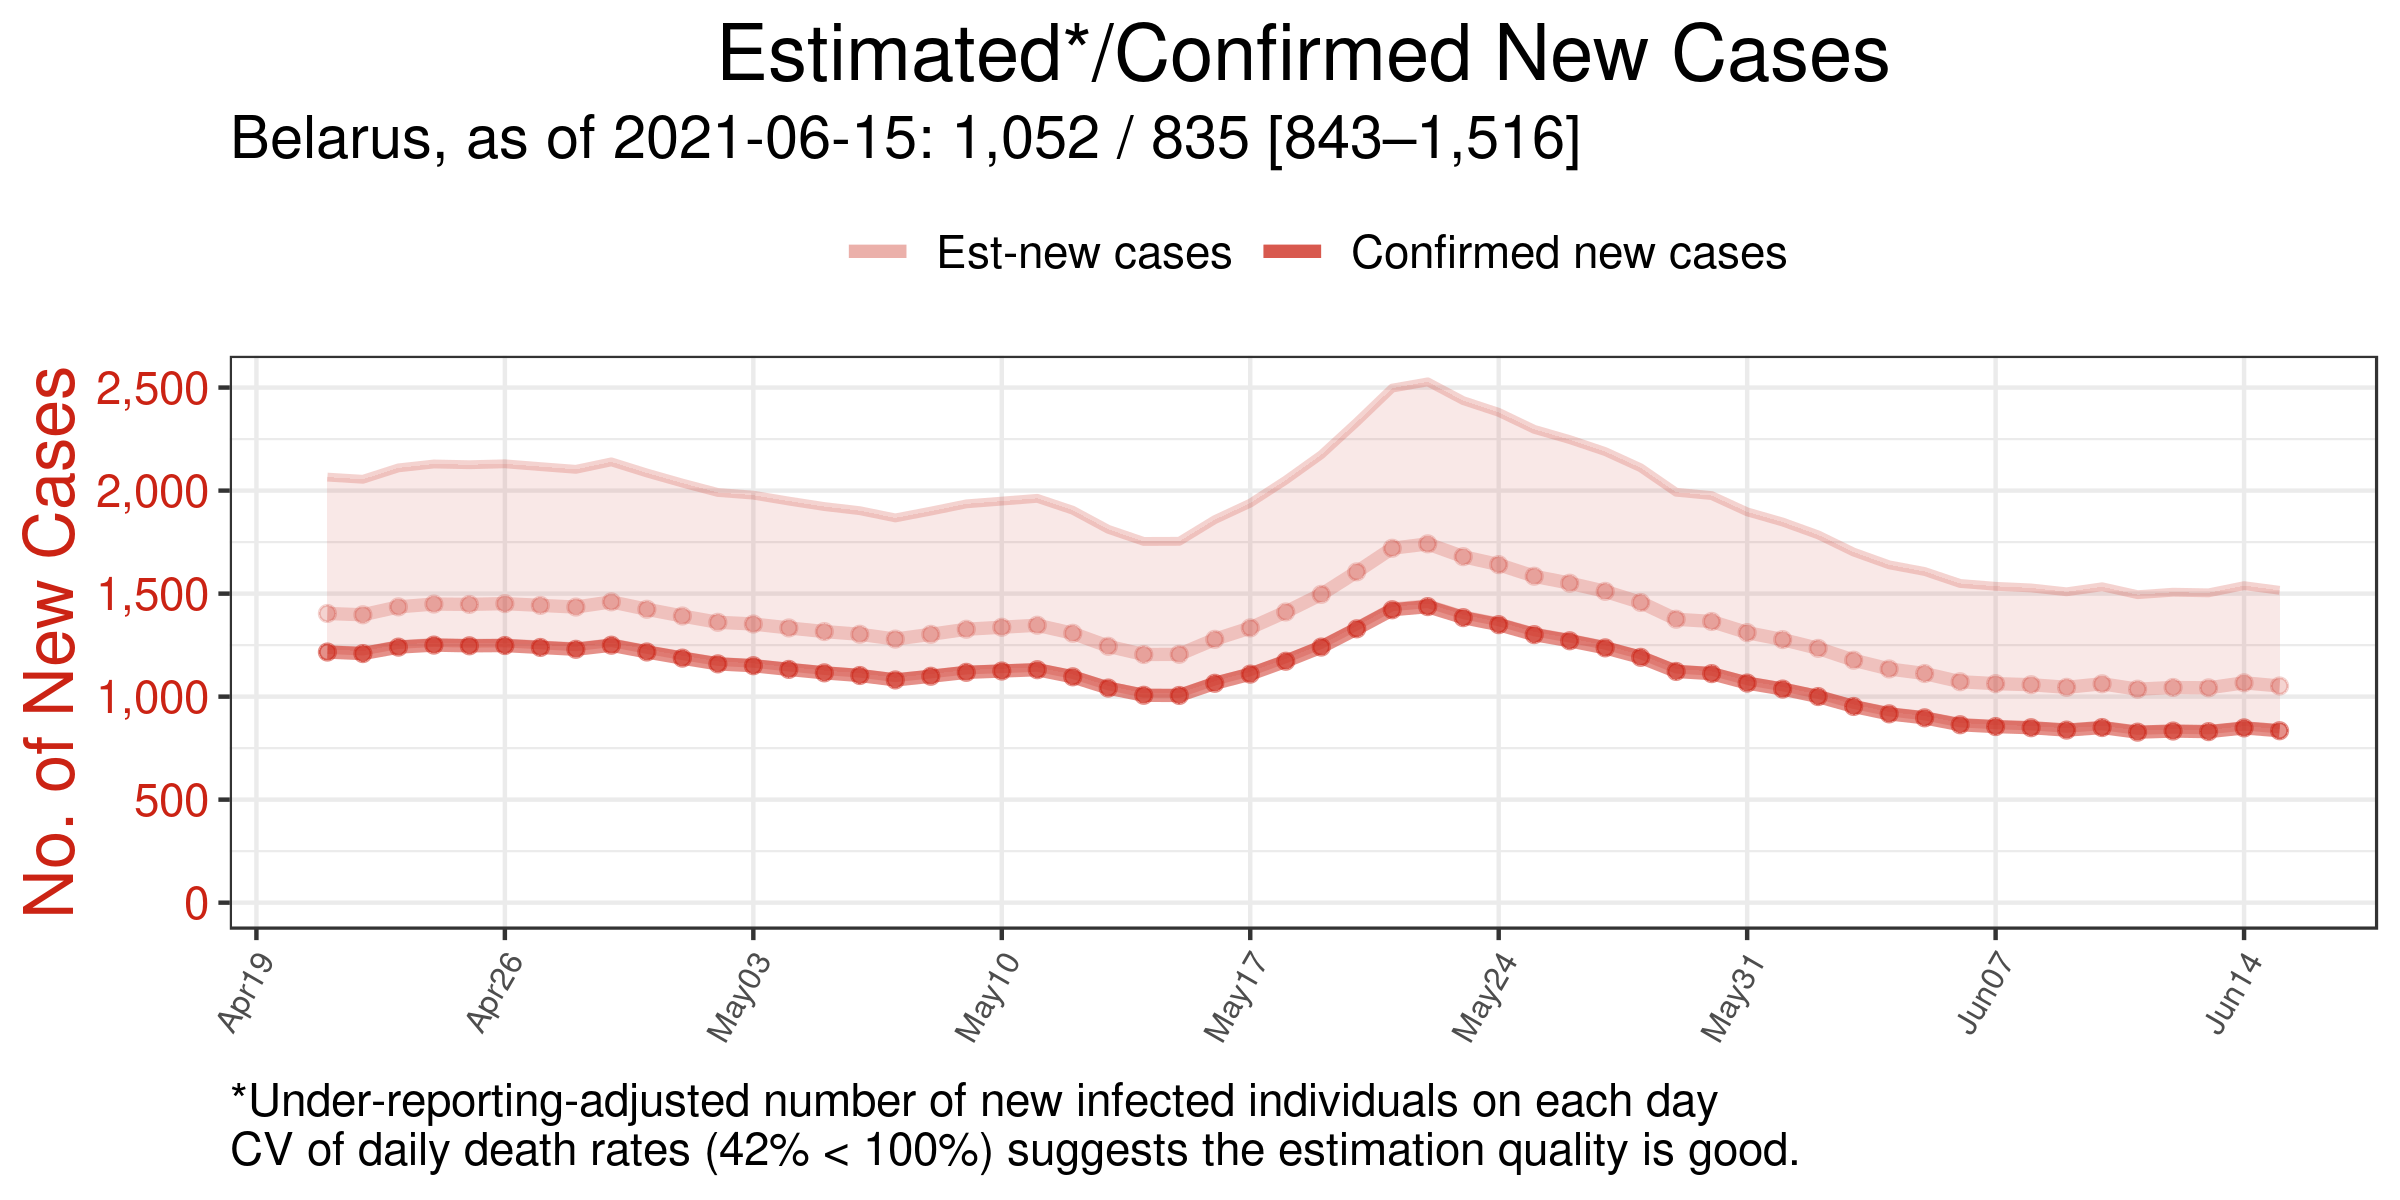 Estimated*/Confirmed New Cases
Belarus, as of 2021-06-15: 1,052 / 835 [843–1,516]
Est-new cases
Confirmed new cases
No. of New Cases
2,500
2,000
1,500
1,000
500
0
Apr19
Apr26
May03
May10
May17
May24
May31
Jun07
Jun14
*Under-reporting-adjusted number of new infected individuals on each day
CV of daily death rates (42% < 100%) suggests the estimation quality is good.